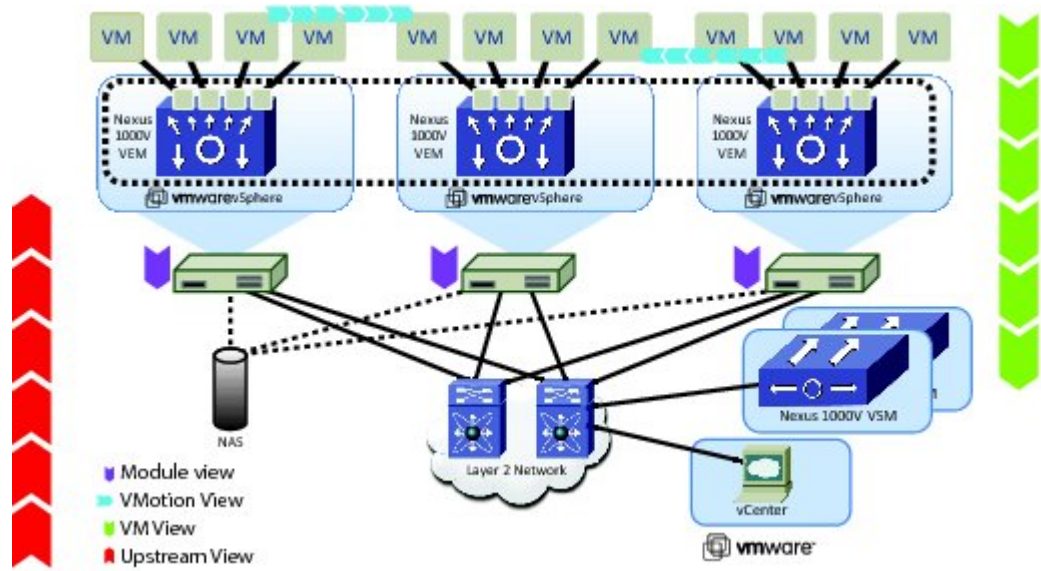 VM VM VM VM VM VM VM VM VM VM VM VM
Nexus
1000V
VEM
Nexus
1000V
VEM
Nexus
1000V
VEM
vmware vSphere
vmware vSphere
vmware vSphere
NAS
Layer 2 Network
Nexus 1000V VSM
M
vCenter
vmware
Module view
VMotion View
VM View
Upstream View